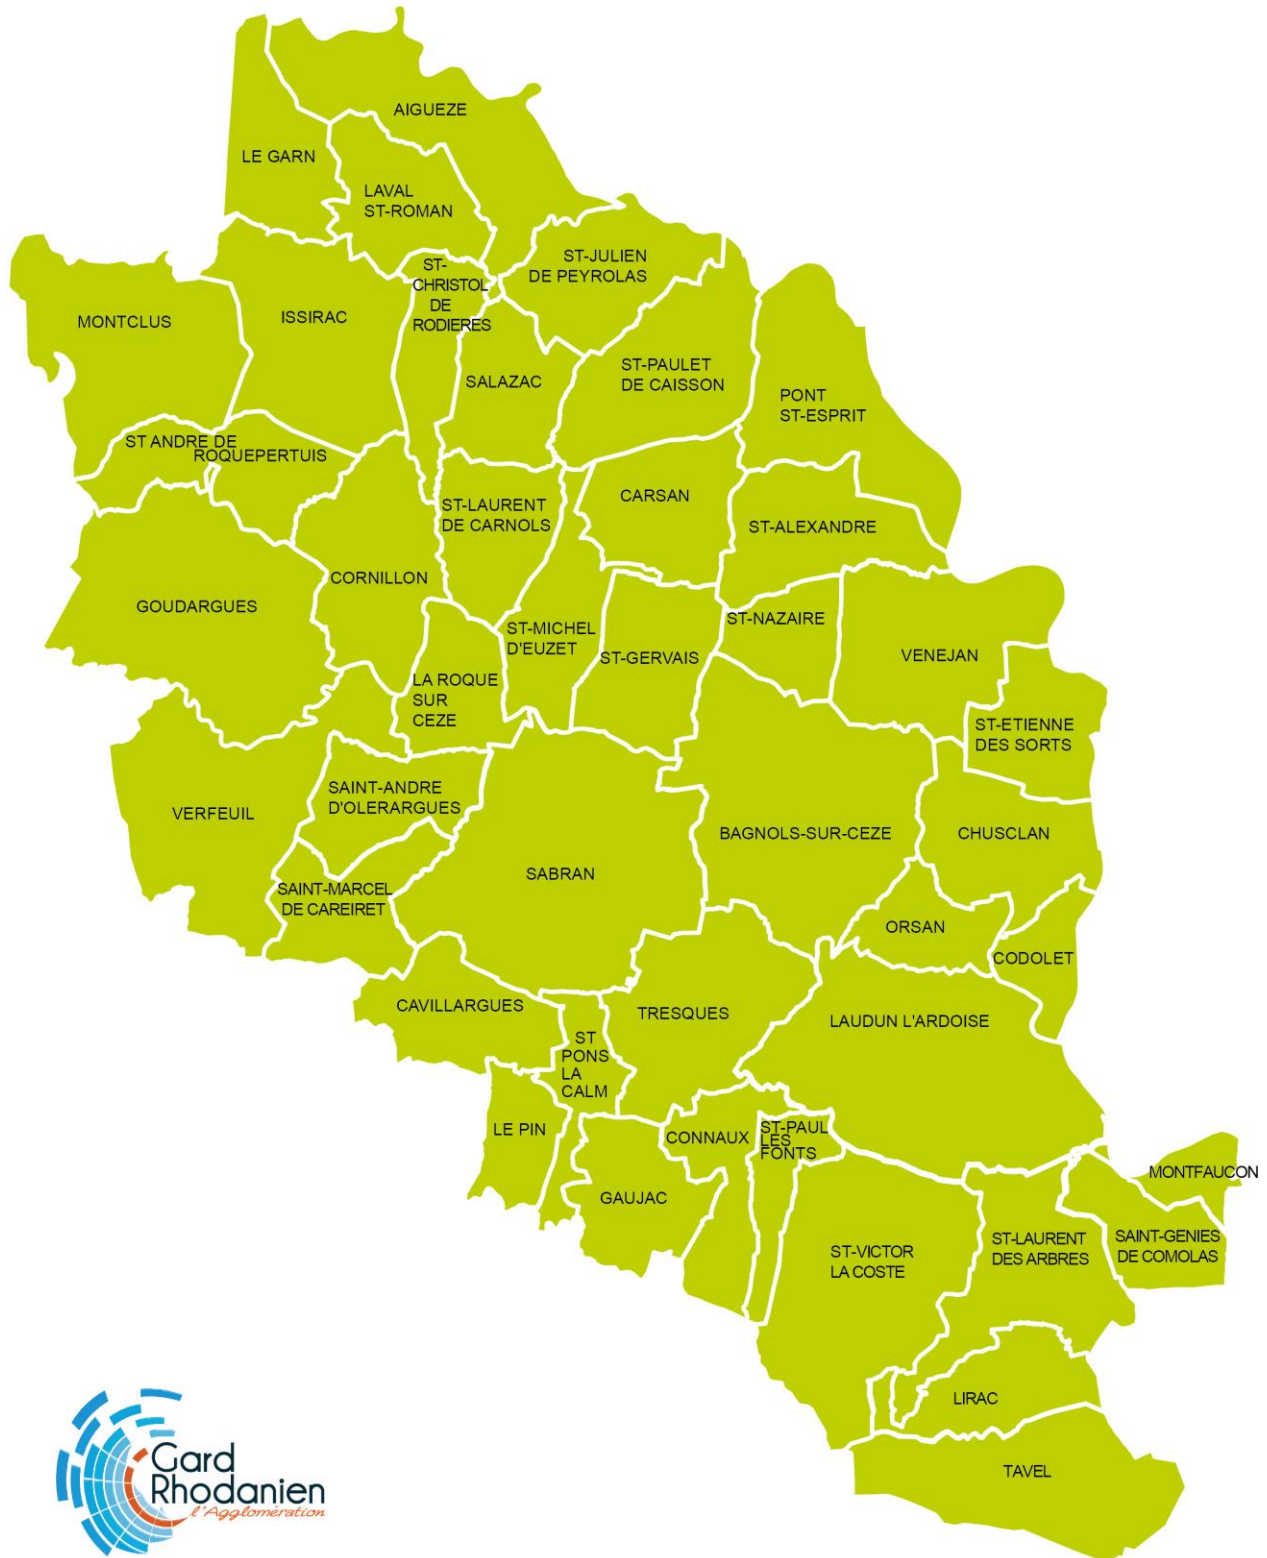 AIGUEZE
LE GARN
LAVAL
ST-ROMAN
ST-JULIEN
DE PEYROLAS
ST-
CHRISTOL
DE
RODIERES
MONTCLUS
ISSIRAC
SALAZAC
ST-PAULET
DE CAISSON
PONT
ST-ESPRIT
ST ANDRE DE
ROQUEPERTUIS
CARSAN
ST-LAURENT
DE CARNOLS
ST-ALEXANDRE
CORNILLON
GOUDARGUES
ST-NAZAIRE
ST-MICHEL
D'EUZET
ST-GERVAIS
VENEJAN
LA ROQUE
SUR
CEZE
ST-ETIENNE
DES SORTS
SAINT-ANDRE
D'OLERARGUES
VERFEUIL
BAGNOLS-SUR-CEZE
CHUSCLAN
SABRAN
SAINT-MARCEL
DE CAREIRET
ORSAN
CODOLET
CAVILLARGUES
TRESQUES
LAUDUN L'ARDOISE
ST
PONS
LA
CALM
LE PIN
CONNAUX
ST-PAUL
LES
FONTS
MONTFAUCON
GAUJAC
ST-VICTOR
LA COSTE
ST-LAURENT
DES ARBRES
SAINT-GENIES
DE COMOLAS
LIRAC
TAVEL
Gard
Rhodanien
l'Agglomération